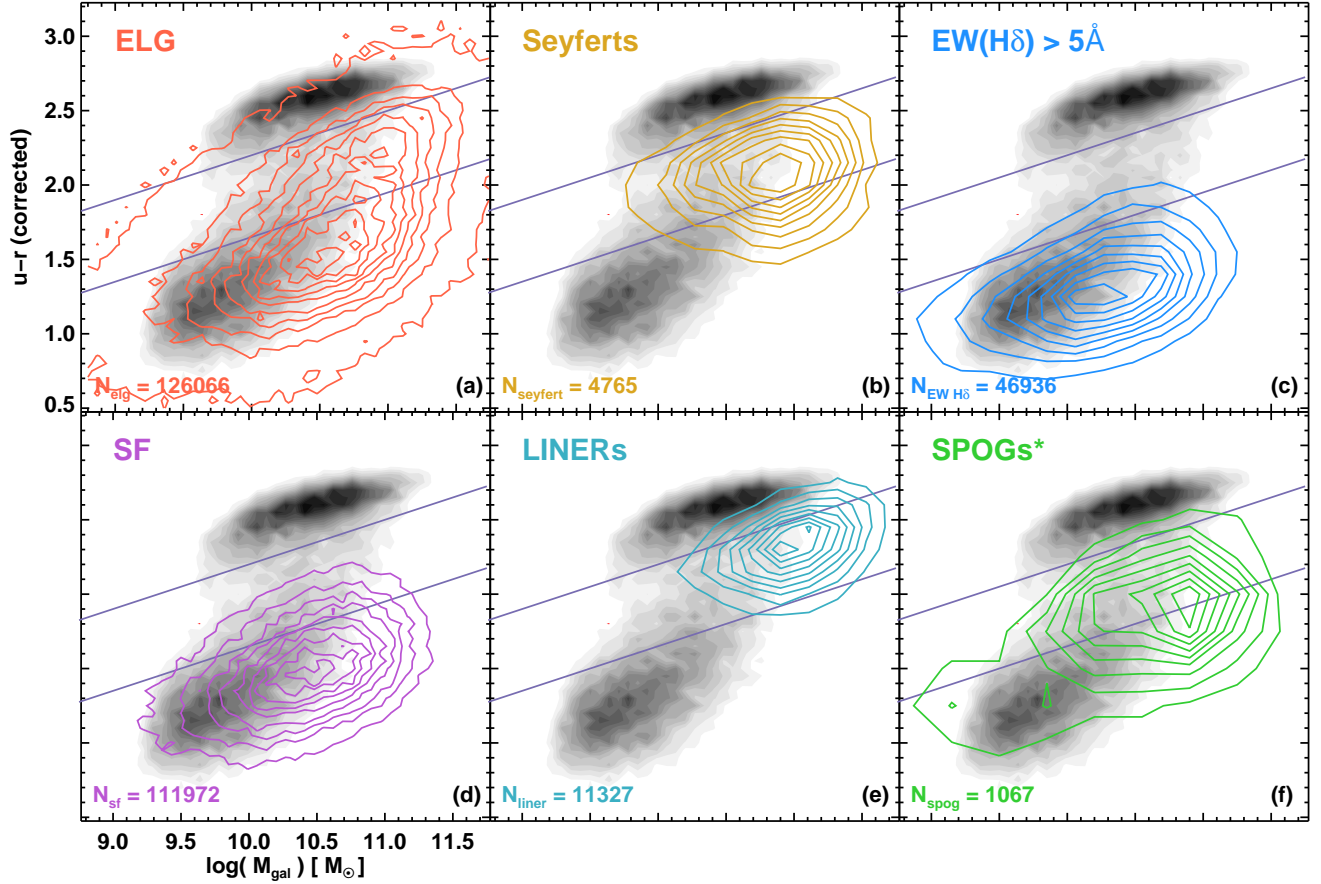 ELG
Seyferts
EW(Hδ) > 5Å
3.0
2.5
2.0
1.5
1.0
0.5
u−r (corrected)
N_elg = 126066
(a)
N_seyfert = 4765
(b)
N_EW Hδ = 46936
(c)
SF
LINERs
SPOGs*
N_sf = 111972
(d)
N_liner = 11327
(e)
N_spog = 1067
(f)
9.0 9.5 10.0 10.5 11.0 11.5
log( M_gal ) [ M_⊙ ]